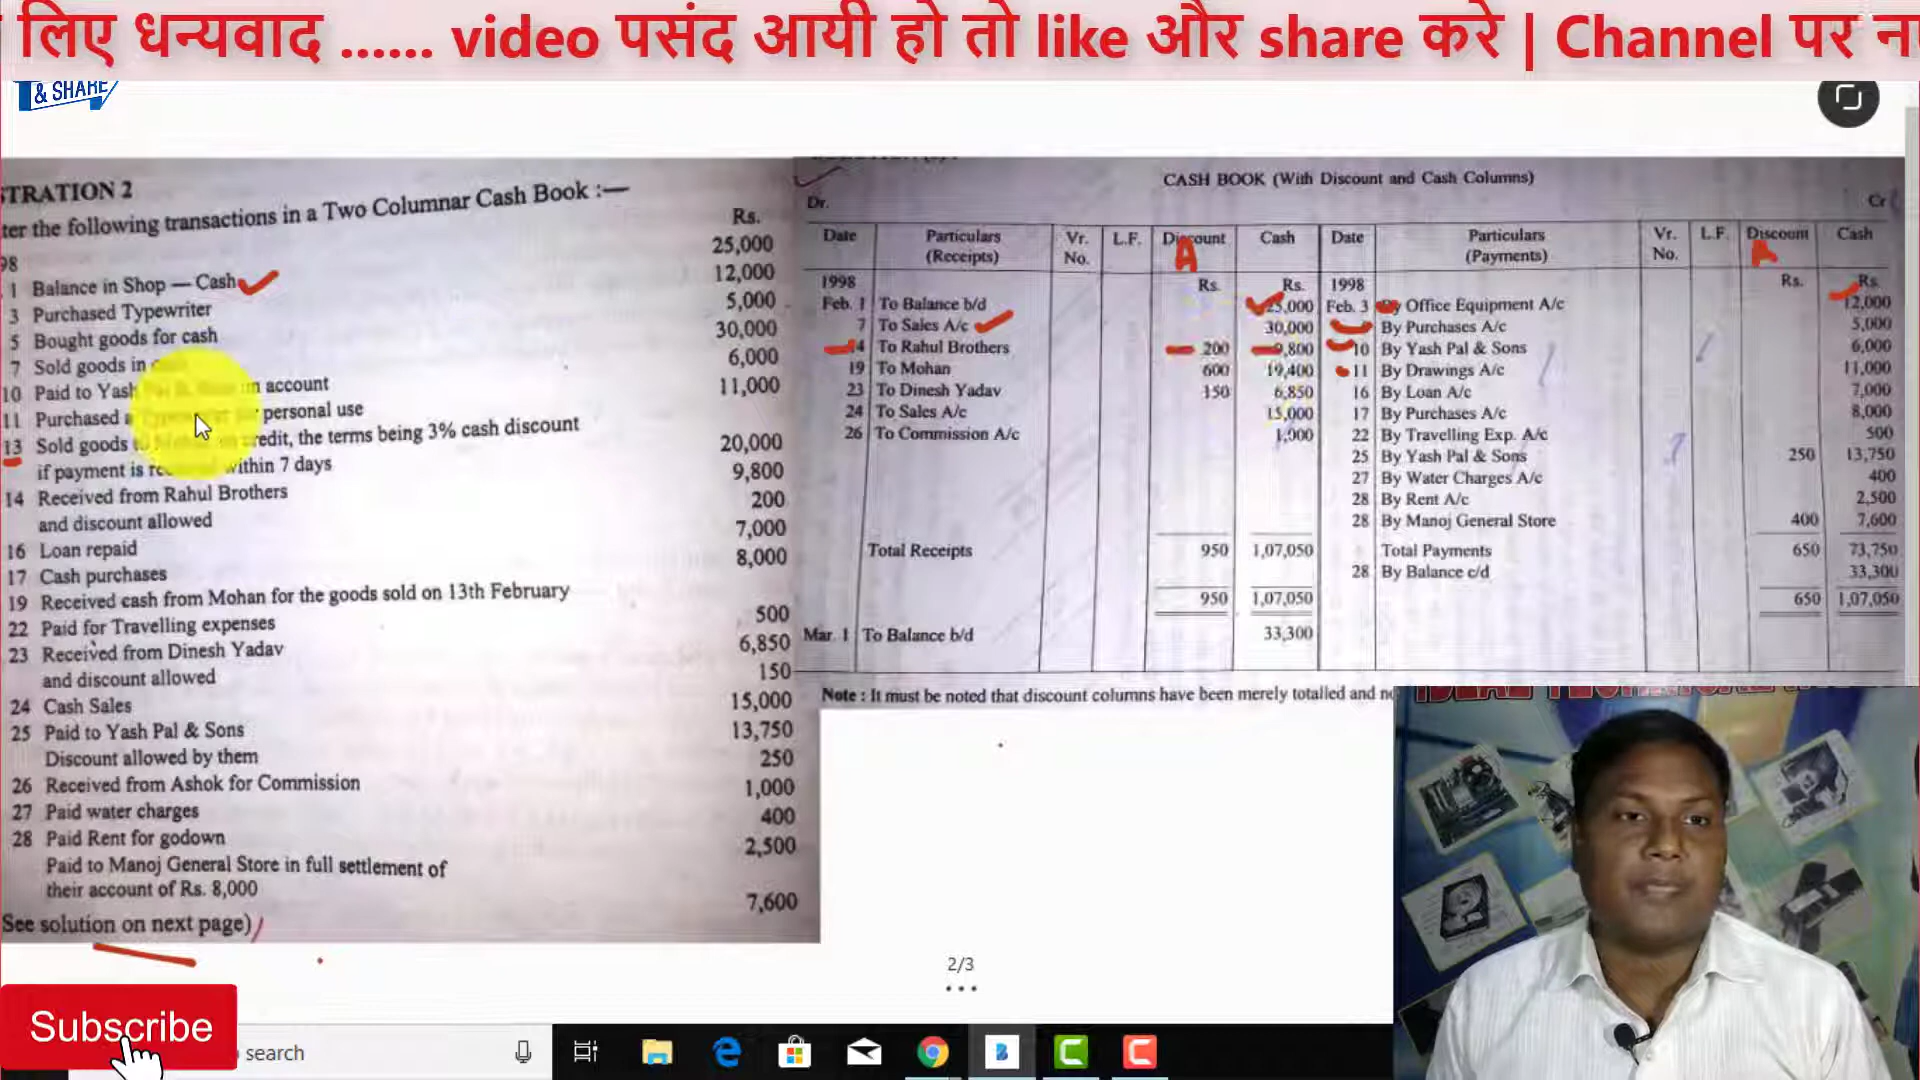 लिए धन्यवाद ...... video पसंद आयी हो तो like और share करे | Channel पर
& SHARE
STRATION 2
ter the following transactions in a Two Columnar Cash Book :—
Rs.
98
1 Balance in Shop — Cash 25,000
3 Purchased Typewriter 12,000
5 Bought goods for cash 5,000
7 Sold goods in 30,000
10 Paid to Yash account 6,000
11 Purchased a personal use 11,000
13 Sold goods credit, the terms being 3% cash discount
if payment is within 7 days 20,000
14 Received from Rahul Brothers 9,800
and discount allowed 200
16 Loan repaid 7,000
17 Cash purchases 8,000
19 Received cash from Mohan for the goods sold on 13th February
22 Paid for Travelling expenses 500
23 Received from Dinesh Yadav 6,850
and discount allowed 150
24 Cash Sales 15,000
25 Paid to Yash Pal & Sons 13,750
Discount allowed by them 250
26 Received from Ashok for Commission 1,000
27 Paid water charges 400
28 Paid Rent for godown 2,500
Paid to Manoj General Store in full settlement of
their account of Rs. 8,000 7,600
See solution on next page)
CASH BOOK (With Discount and Cash Columns)
Dr. Cr
Date Particulars (Receipts) Vr. No. L.F. Discount Cash Date Particulars (Payments) Vr. No. L.F. Discount Cash
A A
1998 Rs. Rs. 1998 Rs. Rs.
Feb. 1 To Balance b/d 25,000 Feb. 3 By Office Equipment A/c 12,000
7 To Sales A/c 30,000 By Purchases A/c 5,000
14 To Rahul Brothers 200 9,800 10 By Yash Pal & Sons 6,000
19 To Mohan 600 19,400 11 By Drawings A/c 11,000
23 To Dinesh Yadav 150 6,850 16 By Loan A/c 7,000
24 To Sales A/c 15,000 17 By Purchases A/c 8,000
26 To Commission A/c 1,000 22 By Travelling Exp. A/c 500
25 By Yash Pal & Sons 250 13,750
27 By Water Charges A/c 400
28 By Rent A/c 2,500
28 By Manoj General Store 400 7,600
Total Receipts 950 1,07,050 Total Payments 650 73,750
28 By Balance c/d 33,300
950 1,07,050 650 1,07,050
Mar. 1 To Balance b/d 33,300
Note : It must be noted that discount columns have been merely totalled and
2/3
Subscribe
search